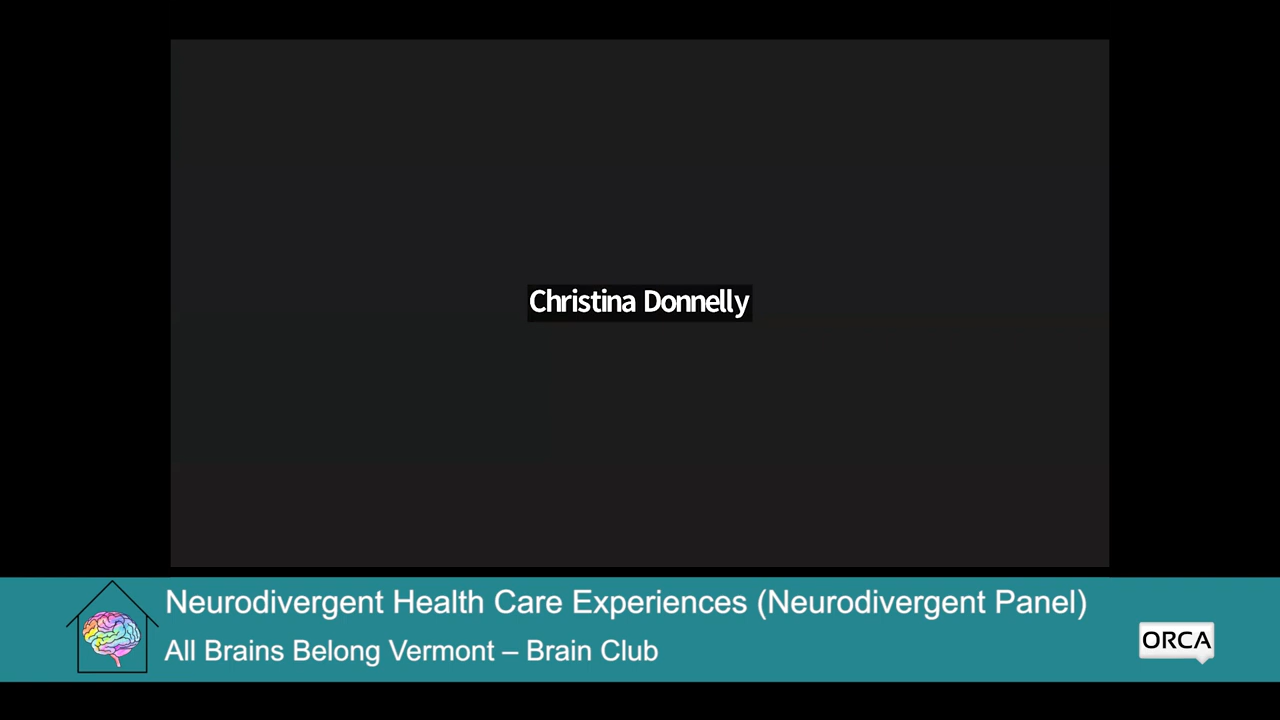 Christina Donnelly
Neurodivergent Health Care Experiences (Neurodivergent Panel)
All Brains Belong Vermont – Brain Club
ORCA